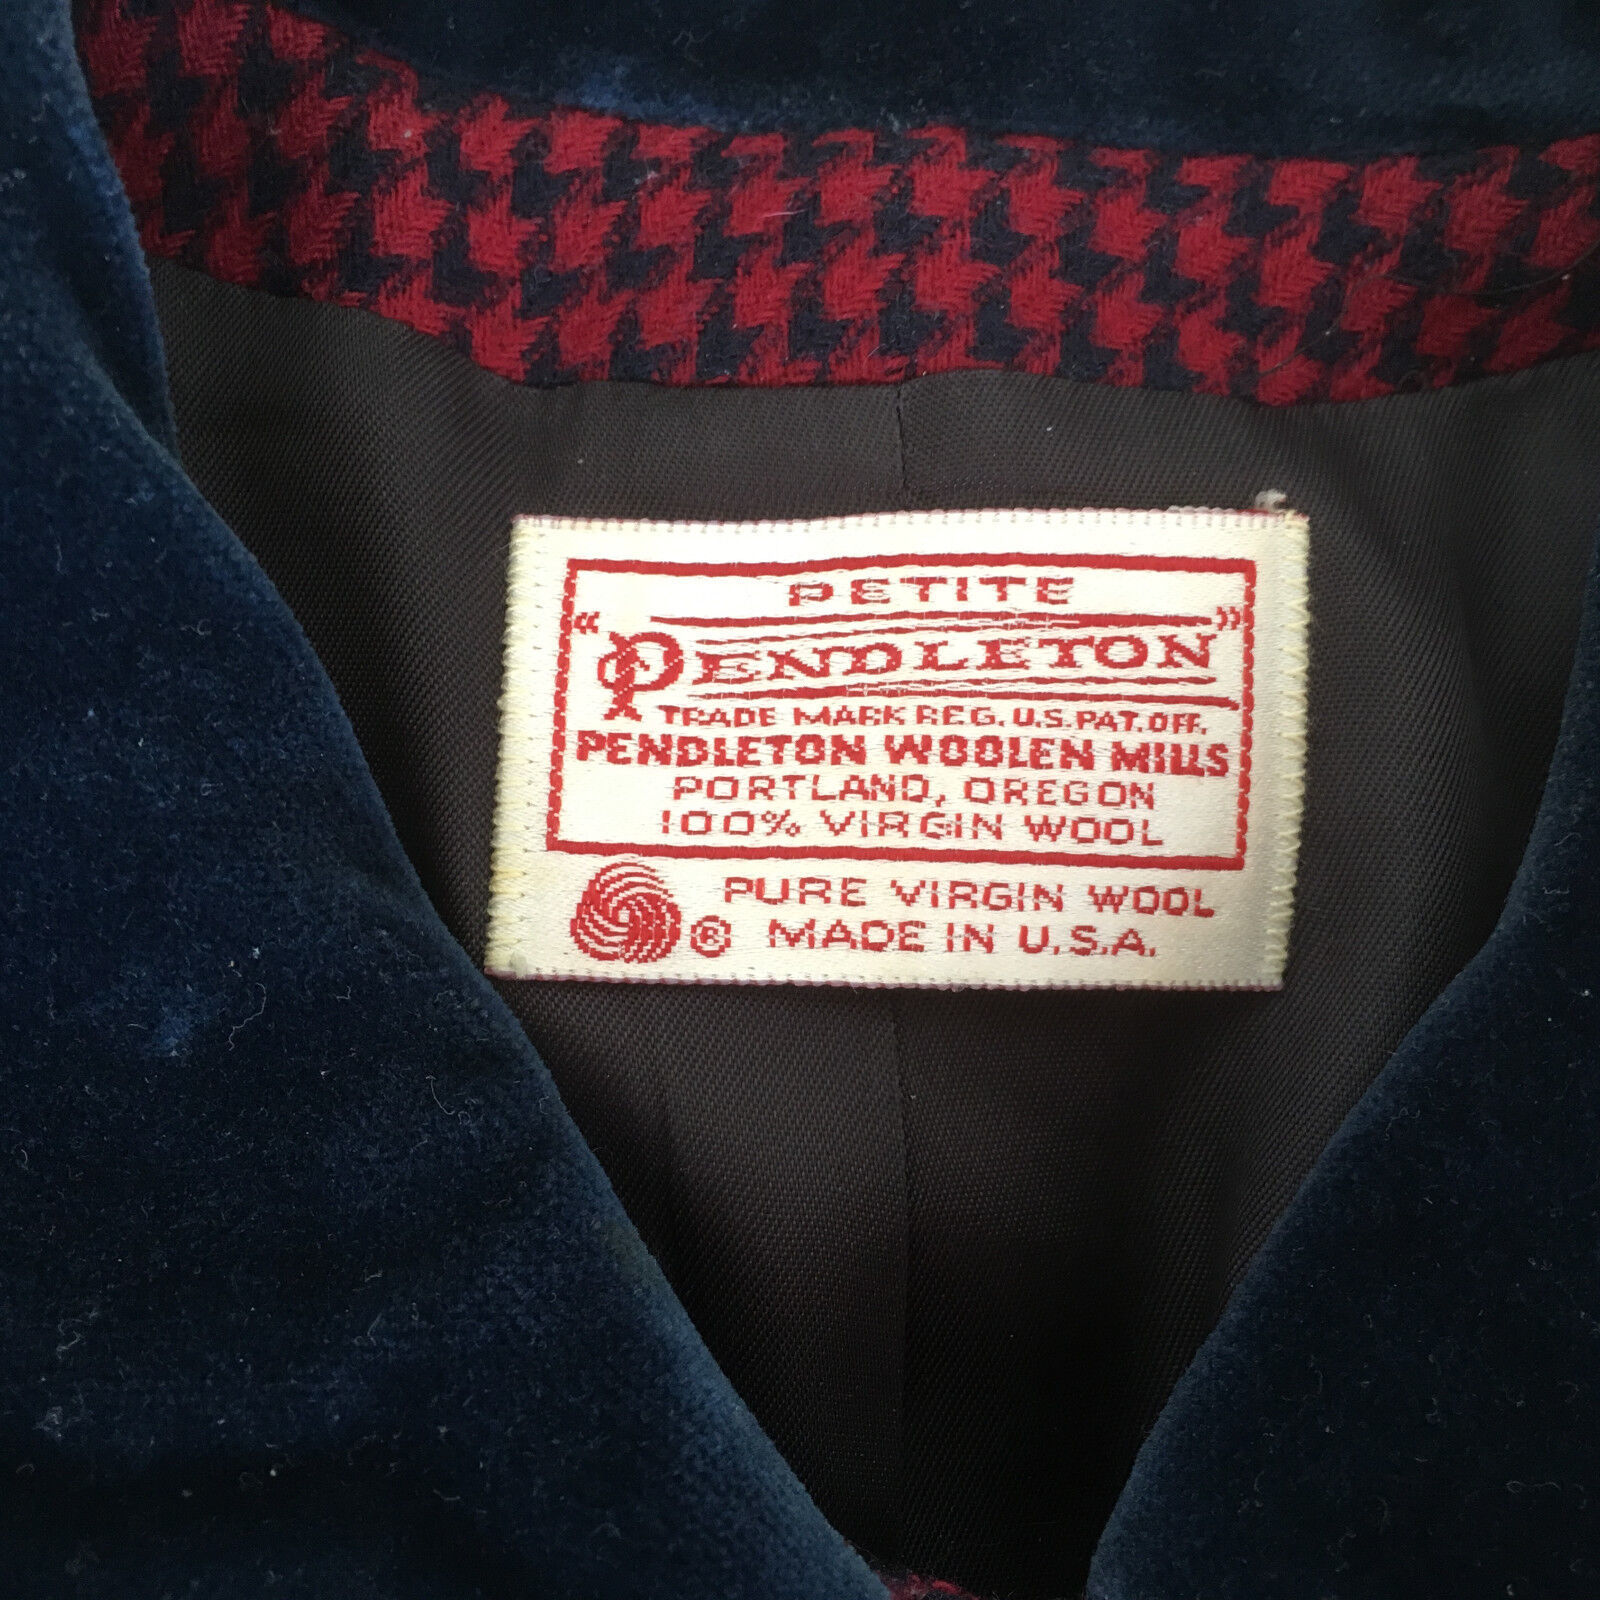 PETITE
"PENDLETON"
TRADE MARK REG. U.S. PAT. OFF.
PENDLETON WOOLEN MILLS
PORTLAND, OREGON
100% VIRGIN WOOL
PURE VIRGIN WOOL
® MADE IN U.S.A.